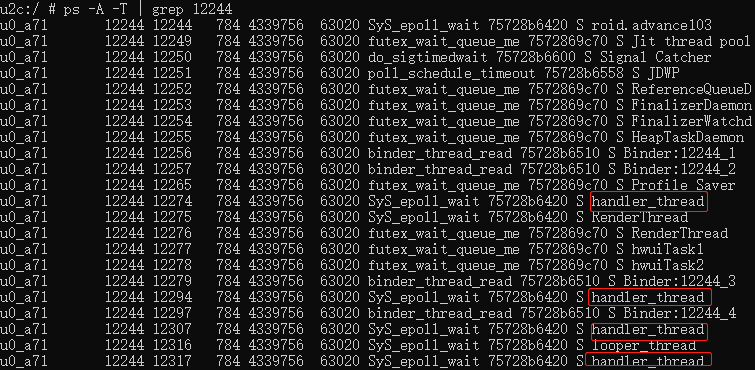 u2c:/ # ps -A -T | grep 12244
u0_a71 12244 12244 784 4339756 63020 SyS_epoll_wait 75728b6420 S roid.advance103
u0_a71 12244 12249 784 4339756 63020 futex_wait_queue_me 7572869c70 S Jit thread pool
u0_a71 12244 12250 784 4339756 63020 do_sigtimedwait 75728b6600 S Signal Catcher
u0_a71 12244 12251 784 4339756 63020 poll_schedule_timeout 75728b6558 S JDWP
u0_a71 12244 12252 784 4339756 63020 futex_wait_queue_me 7572869c70 S ReferenceQueueD
u0_a71 12244 12253 784 4339756 63020 futex_wait_queue_me 7572869c70 S FinalizerDaemon
u0_a71 12244 12254 784 4339756 63020 futex_wait_queue_me 7572869c70 S FinalizerWatchd
u0_a71 12244 12255 784 4339756 63020 futex_wait_queue_me 7572869c70 S HeapTaskDaemon
u0_a71 12244 12256 784 4339756 63020 binder_thread_read 75728b6510 S Binder:12244_1
u0_a71 12244 12257 784 4339756 63020 binder_thread_read 75728b6510 S Binder:12244_2
u0_a71 12244 12265 784 4339756 63020 futex_wait_queue_me 7572869c70 S Profile Saver
u0_a71 12244 12274 784 4339756 63020 SyS_epoll_wait 75728b6420 S handler_thread
u0_a71 12244 12275 784 4339756 63020 SyS_epoll_wait 75728b6420 S RenderThread
u0_a71 12244 12276 784 4339756 63020 futex_wait_queue_me 7572869c70 S RenderThread
u0_a71 12244 12277 784 4339756 63020 futex_wait_queue_me 7572869c70 S hwuiTask1
u0_a71 12244 12278 784 4339756 63020 futex_wait_queue_me 7572869c70 S hwuiTask2
u0_a71 12244 12279 784 4339756 63020 binder_thread_read 75728b6510 S Binder:12244_3
u0_a71 12244 12294 784 4339756 63020 SyS_epoll_wait 75728b6420 S handler_thread
u0_a71 12244 12297 784 4339756 63020 binder_thread_read 75728b6510 S Binder:12244_4
u0_a71 12244 12307 784 4339756 63020 SyS_epoll_wait 75728b6420 S handler_thread
u0_a71 12244 12316 784 4339756 63020 SyS_epoll_wait 75728b6420 S looper_thread
u0_a71 12244 12317 784 4339756 63020 SyS_epoll_wait 75728b6420 S handler_thread